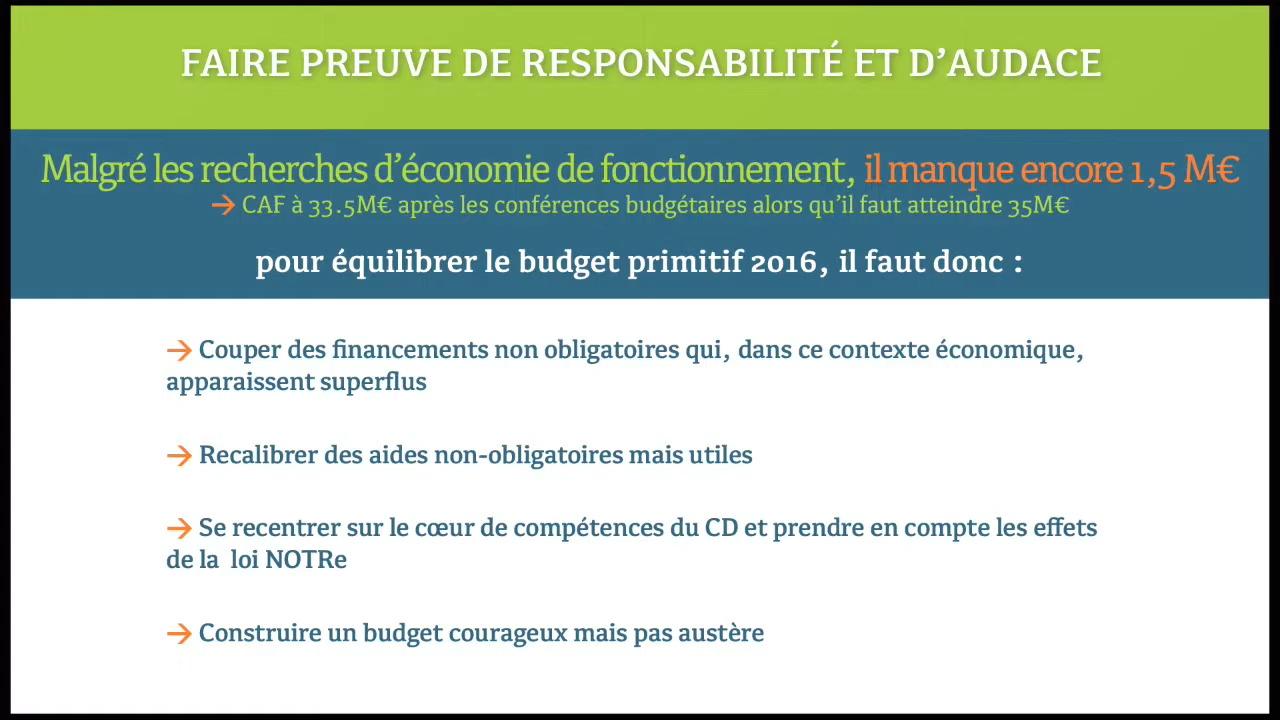 FAIRE PREUVE DE RESPONSABILITÉ ET D’AUDACE
Malgré les recherches d’économie de fonctionnement, il manque encore 1,5 M€
→ CAF à 33.5M€ après les conférences budgétaires alors qu’il faut atteindre 35M€
pour équilibrer le budget primitif 2016, il faut donc :
→ Couper des financements non obligatoires qui, dans ce contexte économique,
apparaissent superflus
→ Recalibrer des aides non-obligatoires mais utiles
→ Se recentrer sur le cœur de compétences du CD et prendre en compte les effets
de la loi NOTRe
→ Construire un budget courageux mais pas austère